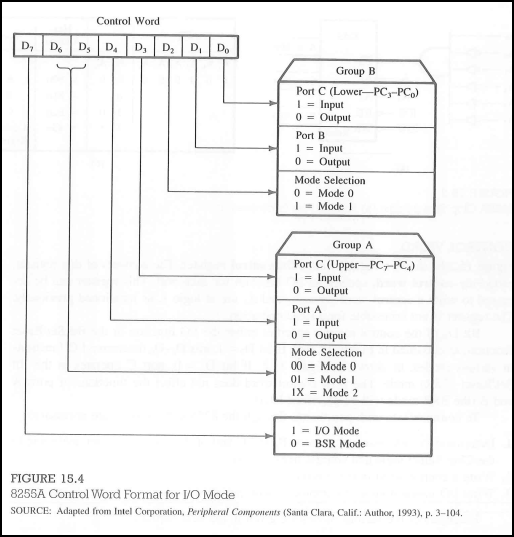 Control Word
D7 D6 D5 D4 D3 D2 D1 D0
Group B
Port C (Lower—PC3–PC0)
1 = Input
0 = Output
Port B
1 = Input
0 = Output
Mode Selection
0 = Mode 0
1 = Mode 1
Group A
Port C (Upper—PC7–PC4)
1 = Input
0 = Output
Port A
1 = Input
0 = Output
Mode Selection
00 = Mode 0
01 = Mode 1
1X = Mode 2
1 = I/O Mode
0 = BSR Mode
FIGURE 15.4
8255A Control Word Format for I/O Mode
SOURCE: Adapted from Intel Corporation, Peripheral Components (Santa Clara, Calif.: Author, 1993), p. 3–104.